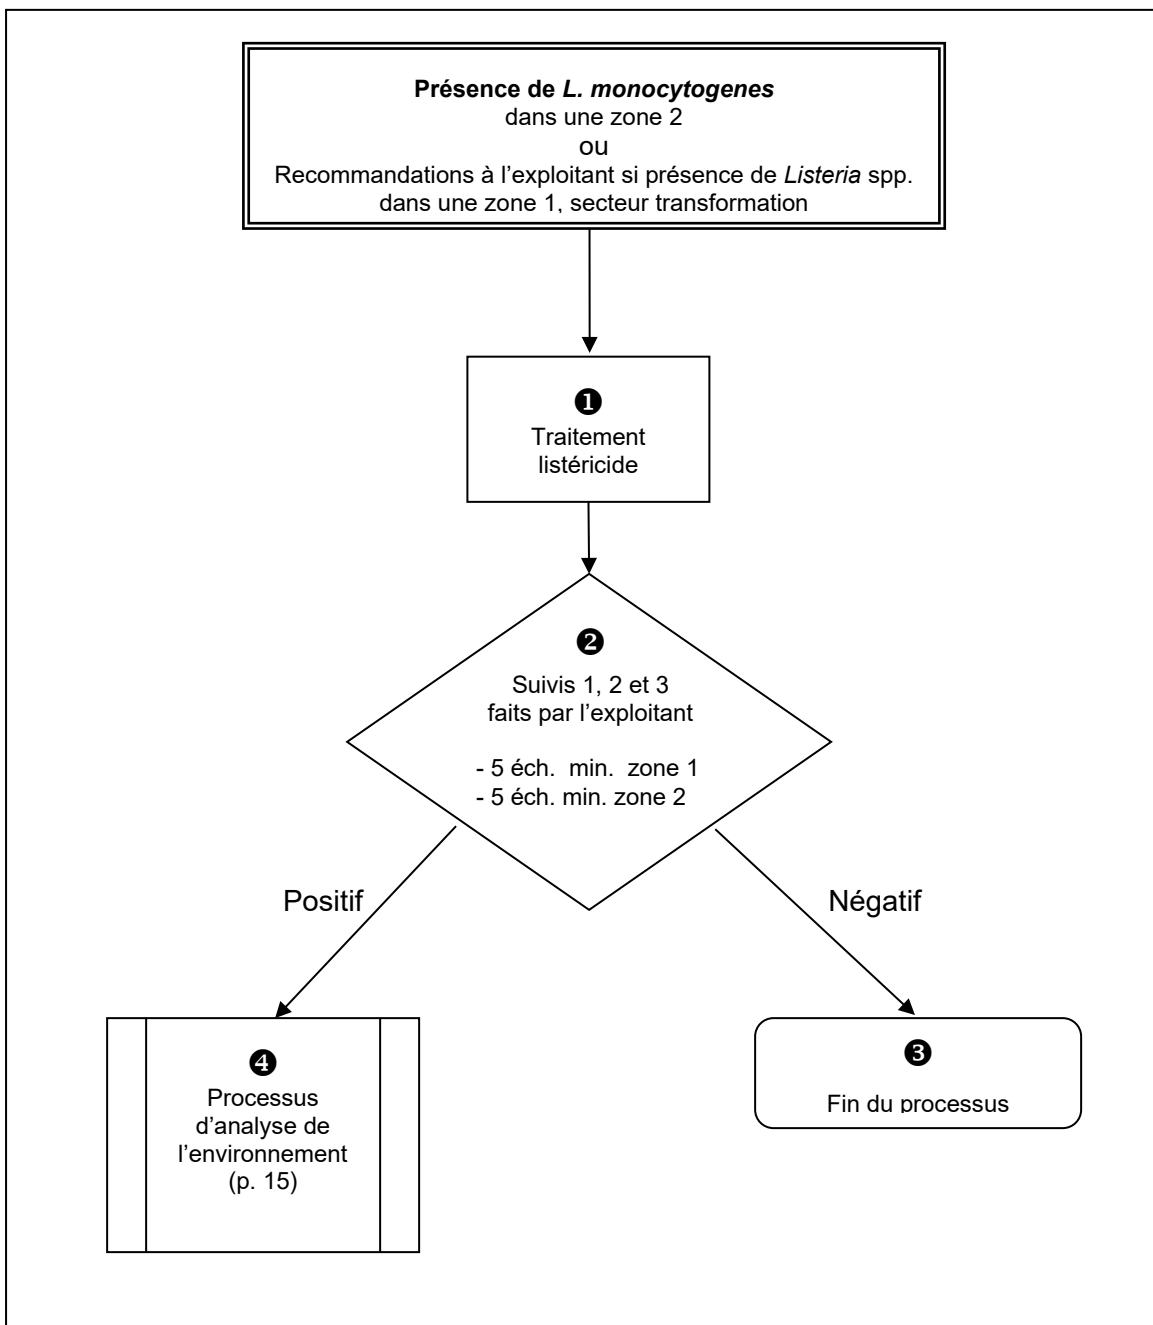 Présence de L. monocytogenes
dans une zone 2
ou
Recommandations à l’exploitant si présence de Listeria spp.
dans une zone 1, secteur transformation
❶
Traitement
listéricide
❷
Suivis 1, 2 et 3
faits par l’exploitant
- 5 éch. min. zone 1
- 5 éch. min. zone 2
Positif
Négatif
❹
Processus
d’analyse de
l’environnement
(p. 15)
❸
Fin du processus